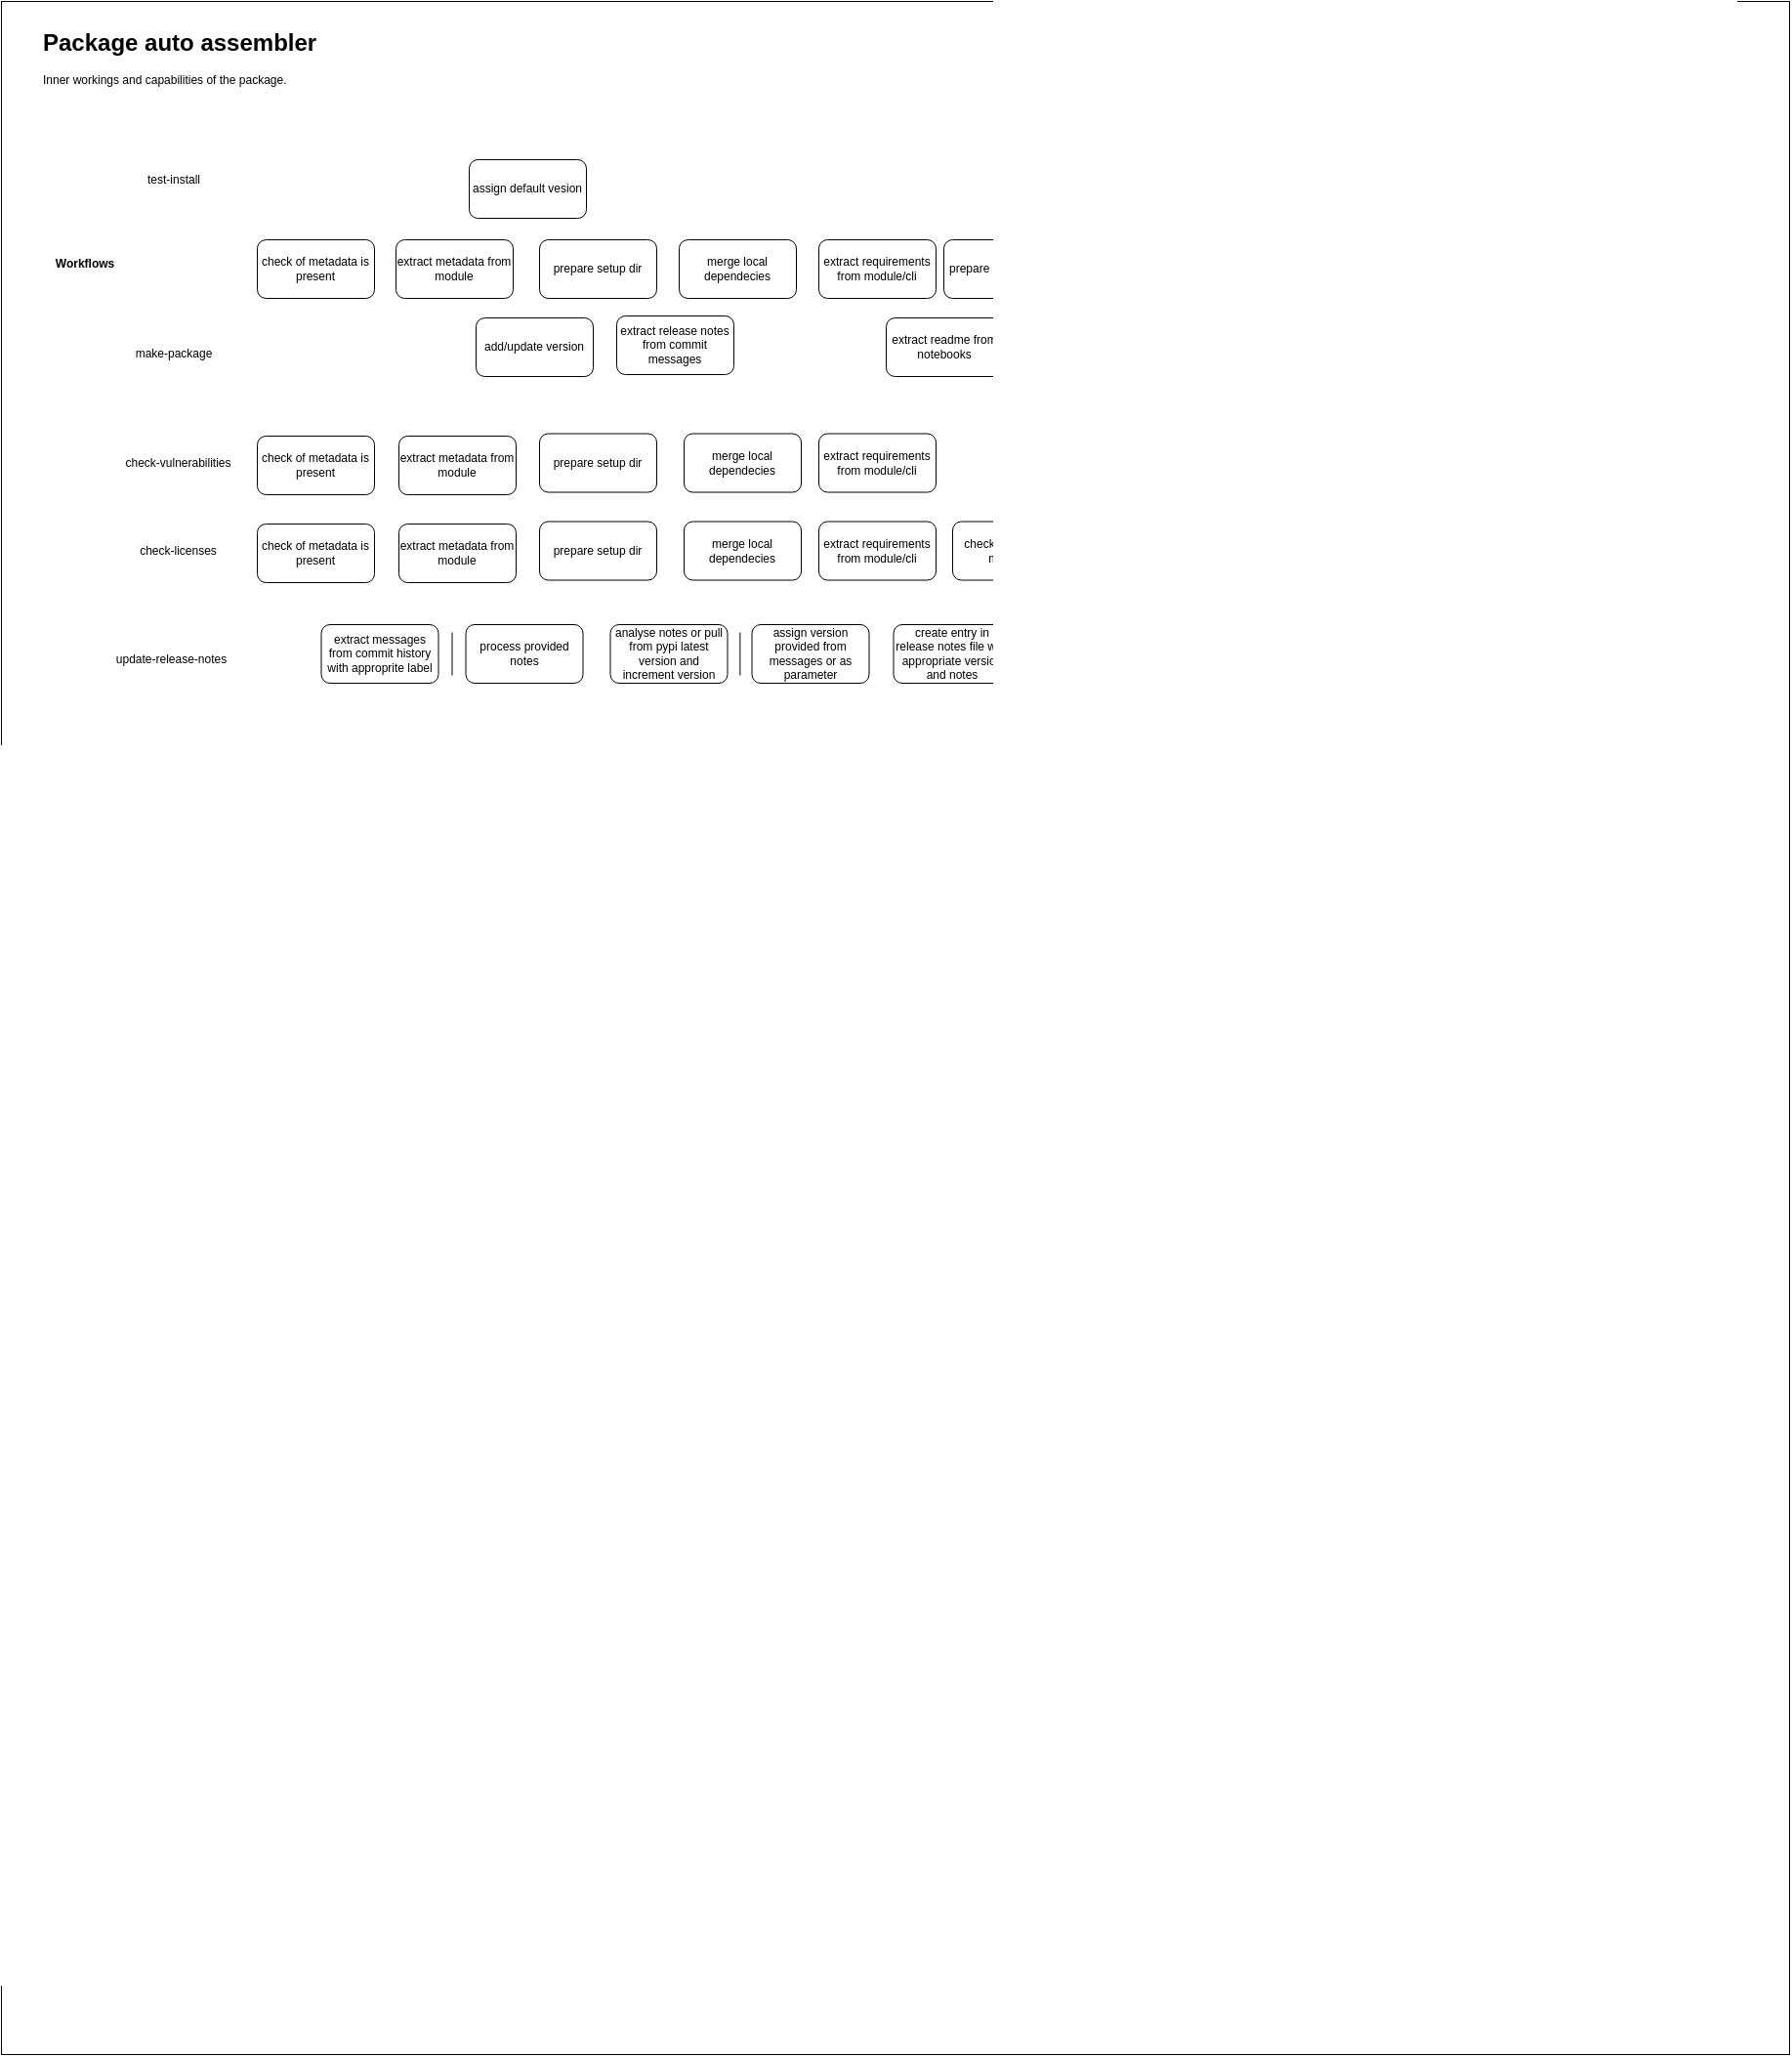 Package auto assembler
Inner workings and capabilities of the package.
test-install
assign default vesion
Workflows
check of metadata is
present
extract metadata from
module
prepare setup dir
merge local
dependecies
extract requirements
from module/cli
prepare
make-package
add/update version
extract release notes
from commit
messages
extract readme from
notebooks
check-vulnerabilities
check of metadata is
present
extract metadata from
module
prepare setup dir
merge local
dependecies
extract requirements
from module/cli
check-licenses
check of metadata is
present
extract metadata from
module
prepare setup dir
merge local
dependecies
extract requirements
from module/cli
check
update-release-notes
extract messages
from commit history
with approprite label
process provided
notes
analyse notes or pull
from pypi latest
version and
increment version
assign version
provided from
messages or as
parameter
create entry in
release notes file
appropriate
and notes